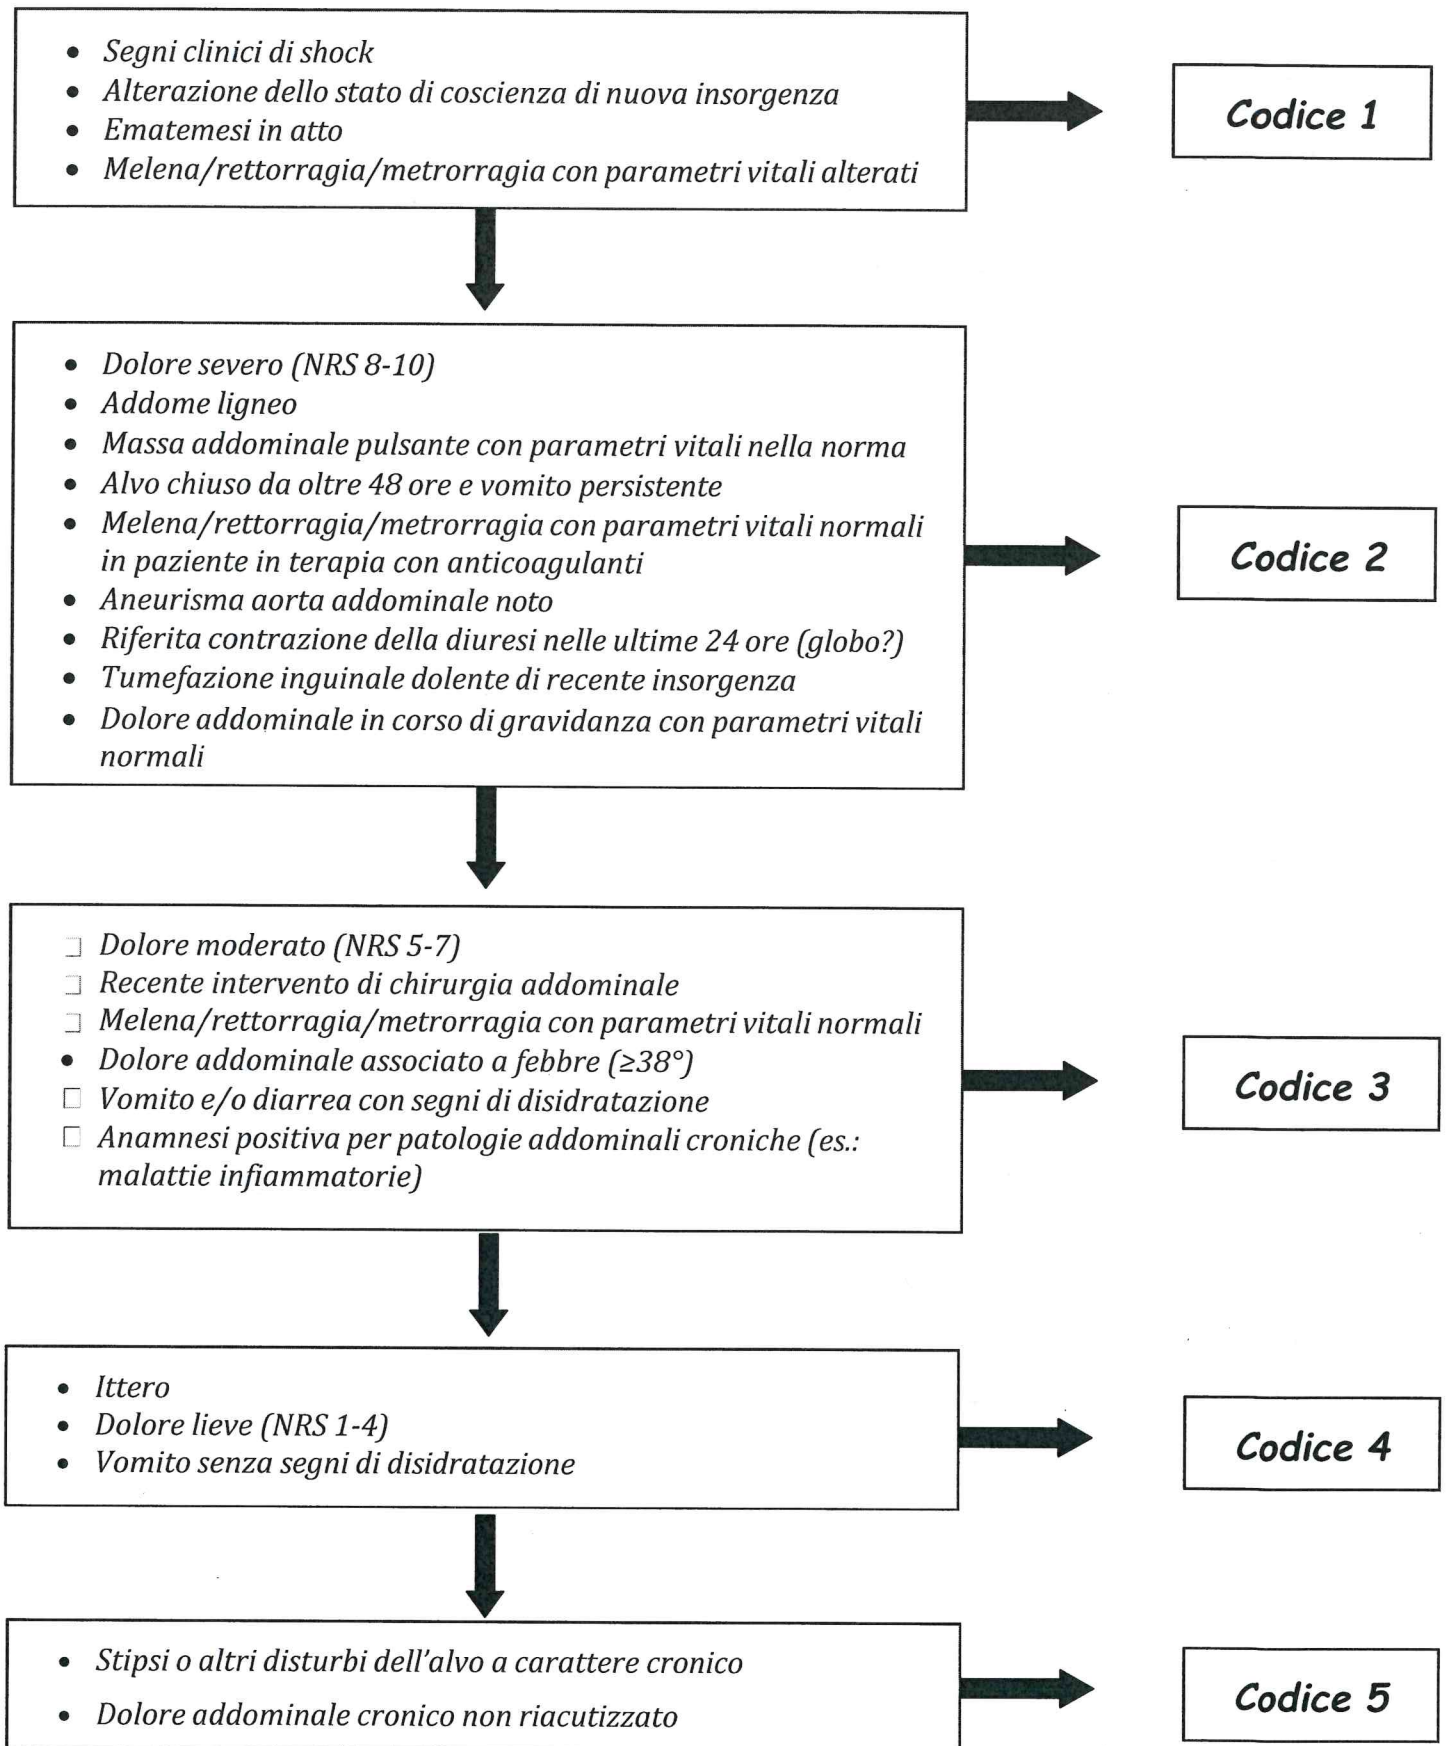 • Segni clinici di shock
• Alterazione dello stato di coscienza di nuova insorgenza
• Ematemesi in atto
• Melena/rettorragia/metrorragia con parametri vitali alterati
Codice 1
• Dolore severo (NRS 8-10)
• Addome ligneo
• Massa addominale pulsante con parametri vitali nella norma
• Alvo chiuso da oltre 48 ore e vomito persistente
• Melena/rettorragia/metrorragia con parametri vitali normali
in paziente in terapia con anticoagulanti
• Aneurisma aorta addominale noto
• Riferita contrazione della diuresi nelle ultime 24 ore (globo?)
• Tumefazione inguinale dolente di recente insorgenza
• Dolore addominale in corso di gravidanza con parametri vitali
normali
Codice 2
□ Dolore moderato (NRS 5-7)
□ Recente intervento di chirurgia addominale
□ Melena/rettorragia/metrorragia con parametri vitali normali
• Dolore addominale associato a febbre (≥38°)
□ Vomito e/o diarrea con segni di disidratazione
□ Anamnesi positiva per patologie addominali croniche (es.:
malattie infiammatorie)
Codice 3
• Ittero
• Dolore lieve (NRS 1-4)
• Vomito senza segni di disidratazione
Codice 4
• Stipsi o altri disturbi dell'alvo a carattere cronico
• Dolore addominale cronico non riacutizzato
Codice 5